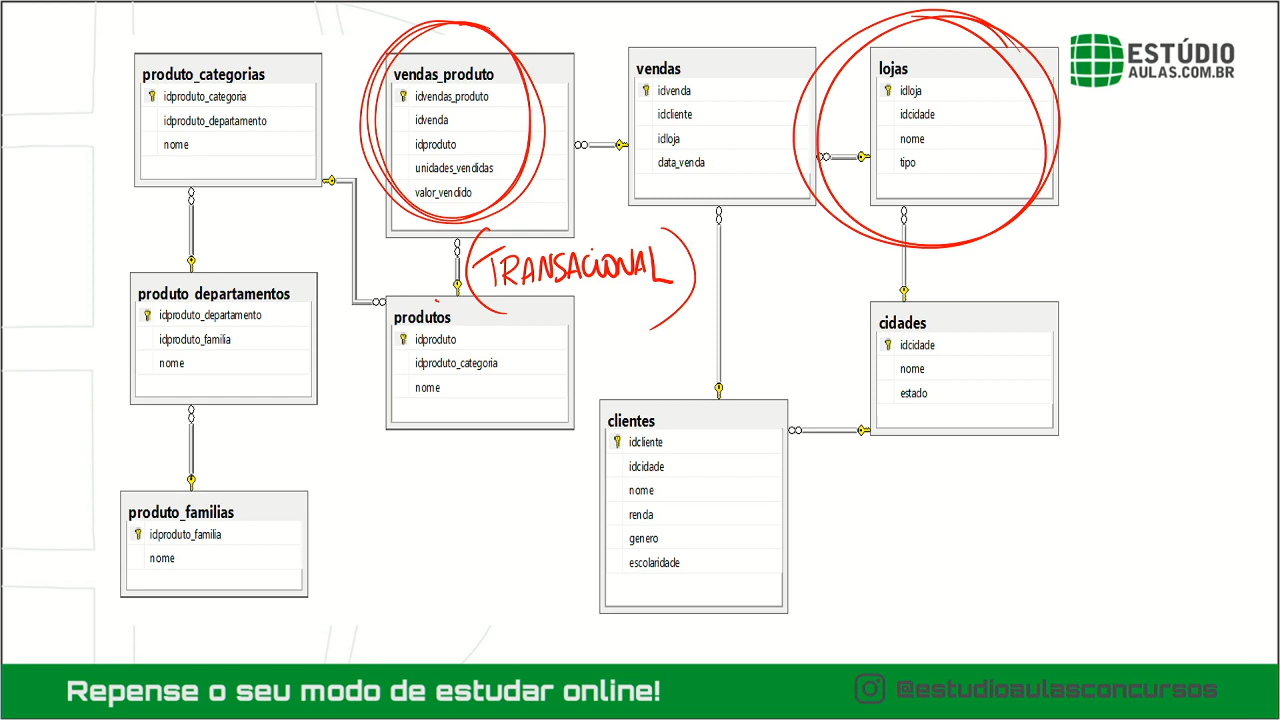 ESTÚDIO
AULAS.COM.BR
produto_categorias
idproduto_categoria
idproduto_departamento
nome
vendas_produto
idvendas_produto
idvenda
idproduto
unidades_vendidas
valor_vendido
vendas
idvenda
idcliente
idloja
data_venda
lojas
idloja
idcidade
nome
tipo
(TRANSACIONAL)
produto_departamentos
idproduto_departamento
idproduto_familia
nome
produtos
idproduto
idproduto_categoria
nome
cidades
idcidade
nome
estado
clientes
idcliente
idcidade
nome
renda
genero
escolaridade
produto_familias
idproduto_familia
nome
Repense o seu modo de estudar online!
@estudioaulasconcursos